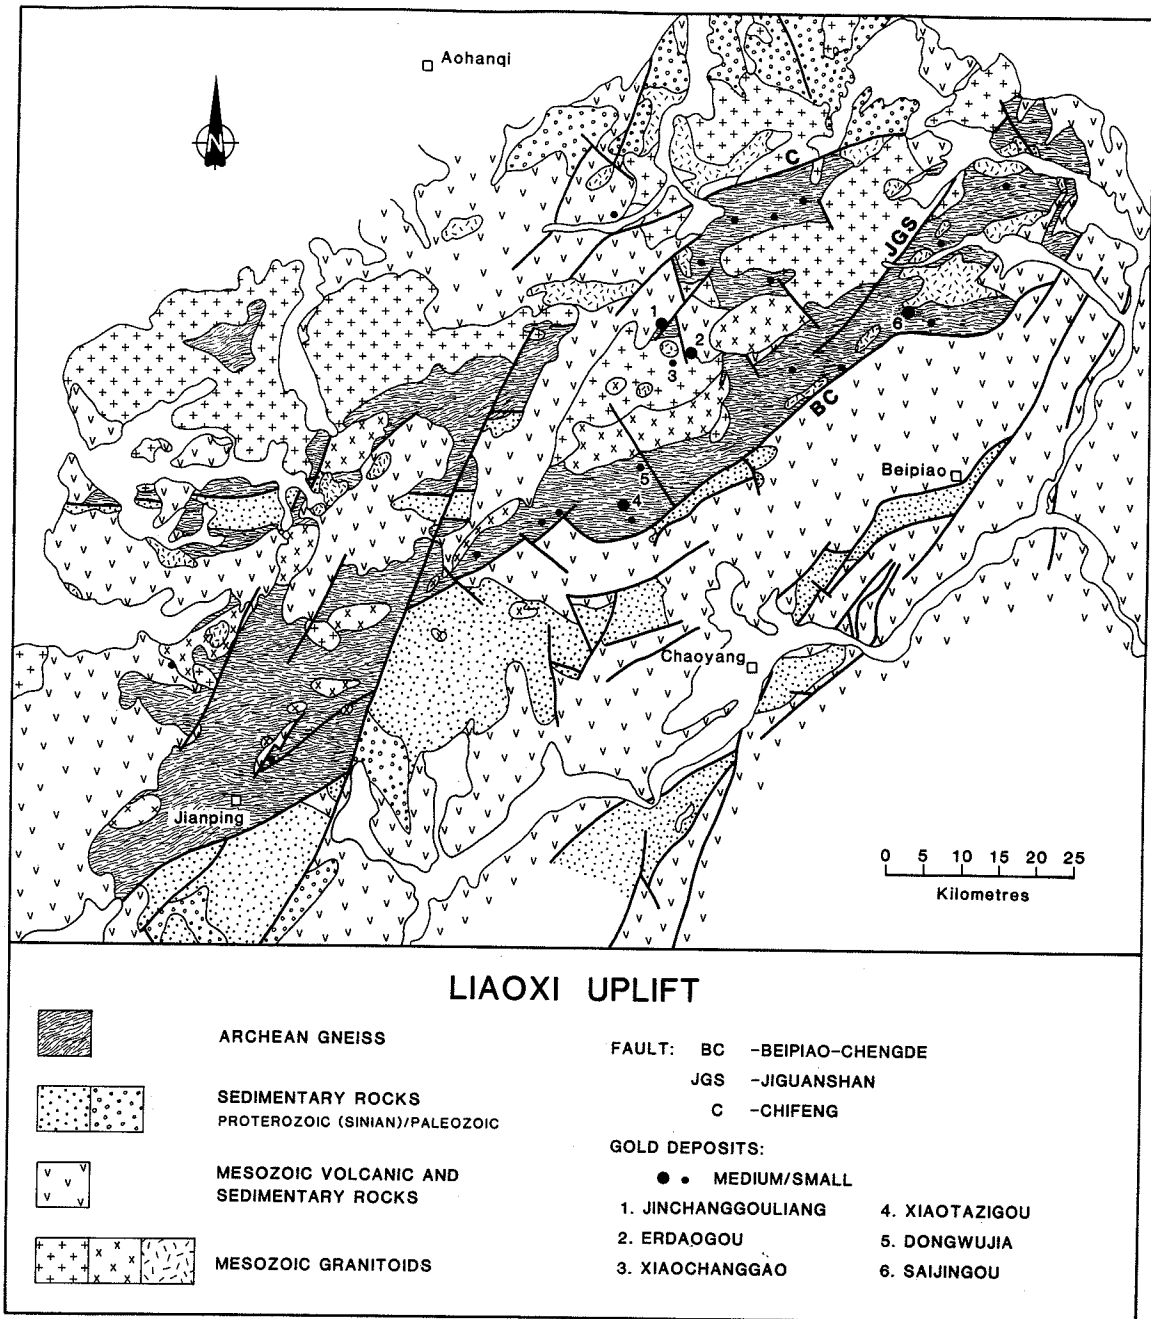 Aohanqi
N
C
JGS
1
2
3
6
BC
Beipiao
5
4
Chaoyang
Jianping
0 5 10 15 20 25
Kilometres
LIAOXI UPLIFT
ARCHEAN GNEISS
SEDIMENTARY ROCKS
PROTEROZOIC (SINIAN)/PALEOZOIC
MESOZOIC VOLCANIC AND
SEDIMENTARY ROCKS
MESOZOIC GRANITOIDS
FAULT: BC -BEIPIAO-CHENGDE
JGS -JIGUANSHAN
C -CHIFENG
GOLD DEPOSITS:
MEDIUM/SMALL
1. JINCHANGGOULIANG
2. ERDAOGOU
3. XIAOCHANGGAO
4. XIAOTAZIGOU
5. DONGWUJIA
6. SAIJINGOU